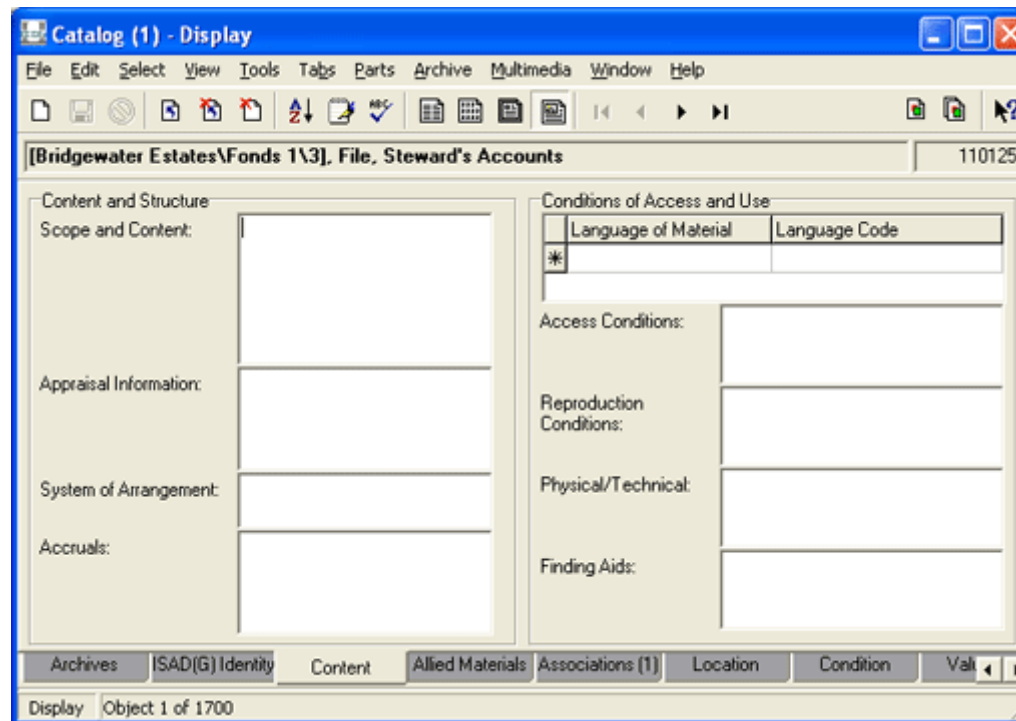 Catalog (1) - Display
File Edit Select View Tools Tabs Parts Archive Multimedia Window Help
[Bridgewater Estates\Fonds 1\3], File, Steward's Accounts 110125
Content and Structure
Scope and Content:
Appraisal Information:
System of Arrangement:
Accruals:
Conditions of Access and Use
Language of Material Language Code
Access Conditions:
Reproduction
Conditions:
Physical/Technical:
Finding Aids:
Archives ISAD(G) Identity Content Allied Materials Associations (1) Location Condition
Display Object 1 of 1700